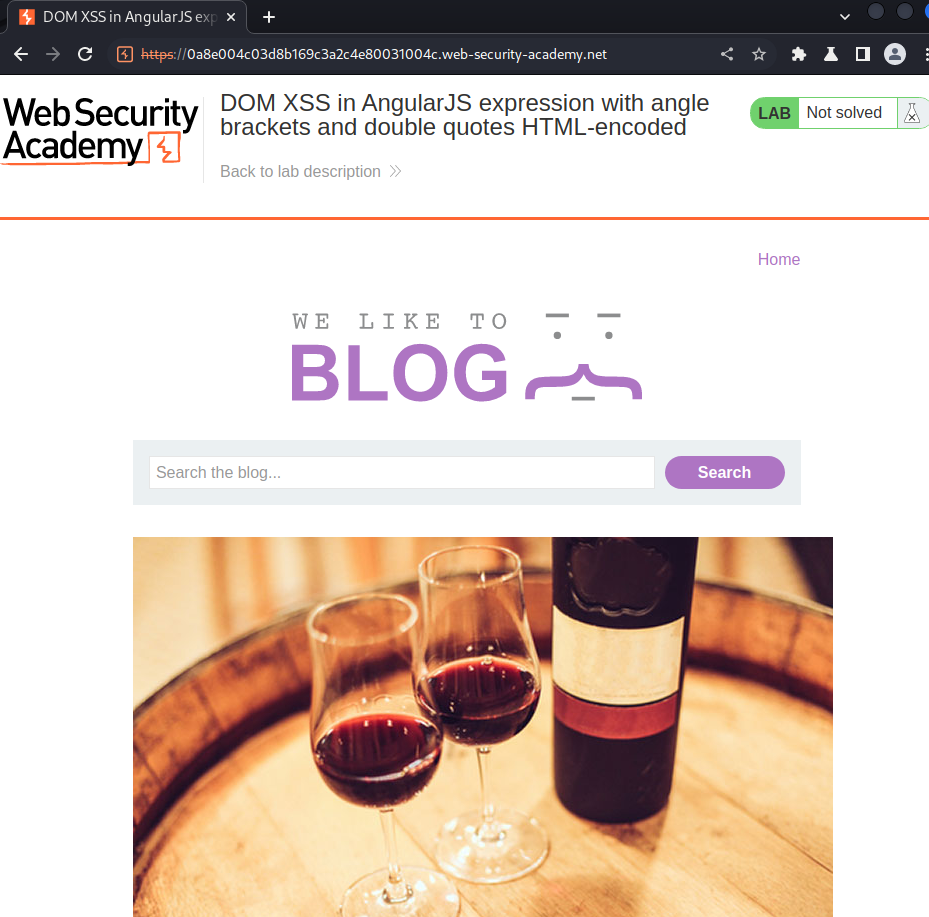 DOM XSS in AngularJS exp
https://0a8e004c03d8b169c3a2c4e80031004c.web-security-academy.net
Web Security
Academy
DOM XSS in AngularJS expression with angle
brackets and double quotes HTML-encoded
LAB Not solved
Back to lab description
Home
WE LIKE TO
BLOG
Search the blog...
Search